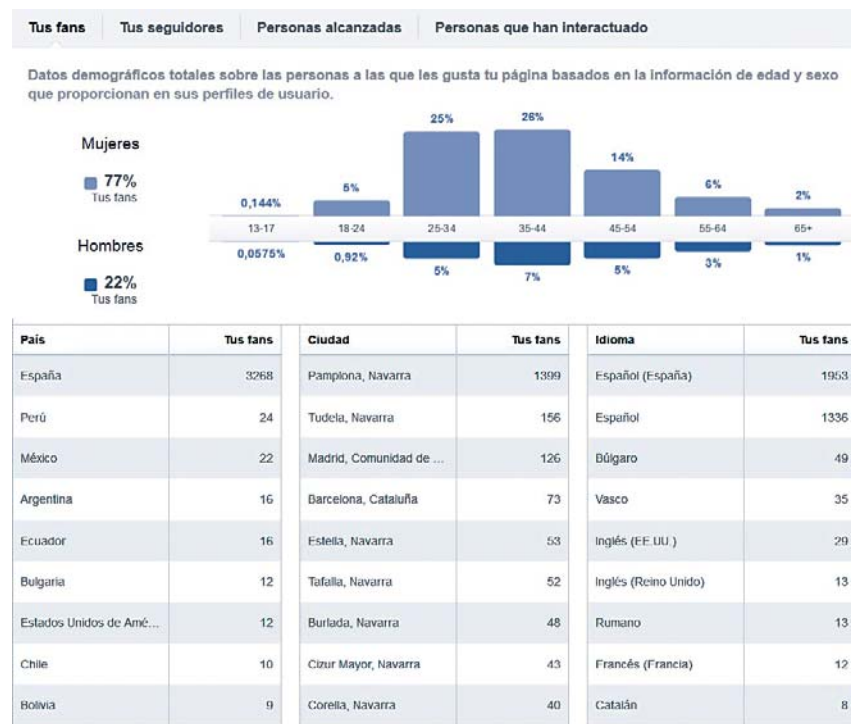 Tus fans Tus seguidores Personas alcanzadas Personas que han interactuado
Datos demográficos totales sobre las personas a las que les gusta tu página basados en la información de edad y sexo
que proporcionan en sus perfiles de usuario.
Mujeres
77%
Tus fans
0,144% 5% 25% 26% 14% 6% 2%
13-17 18-24 25-34 35-44 45-54 55-64 65+
Hombres
22%
Tus fans
0,0575% 0,92% 5% 7% 5% 3% 1%
País Tus fans Ciudad Tus fans Idioma Tus fans
España 3268 Pamplona, Navarra 1399 Español (España) 1953
Perú 24 Tudela, Navarra 156 Español 1336
México 22 Madrid, Comunidad de ... 126 Búlgaro 49
Argentina 16 Barcelona, Cataluña 73 Vasco 35
Ecuador 16 Estella, Navarra 53 Inglés (EE.UU.) 29
Bulgaria 12 Tafalla, Navarra 52 Inglés (Reino Unido) 13
Estados Unidos de Amé... 12 Burlada, Navarra 48 Rumano 13
Chile 10 Cizur Mayor, Navarra 43 Francés (Francia) 12
Bolivia 9 Corella, Navarra 40 Catalán 8